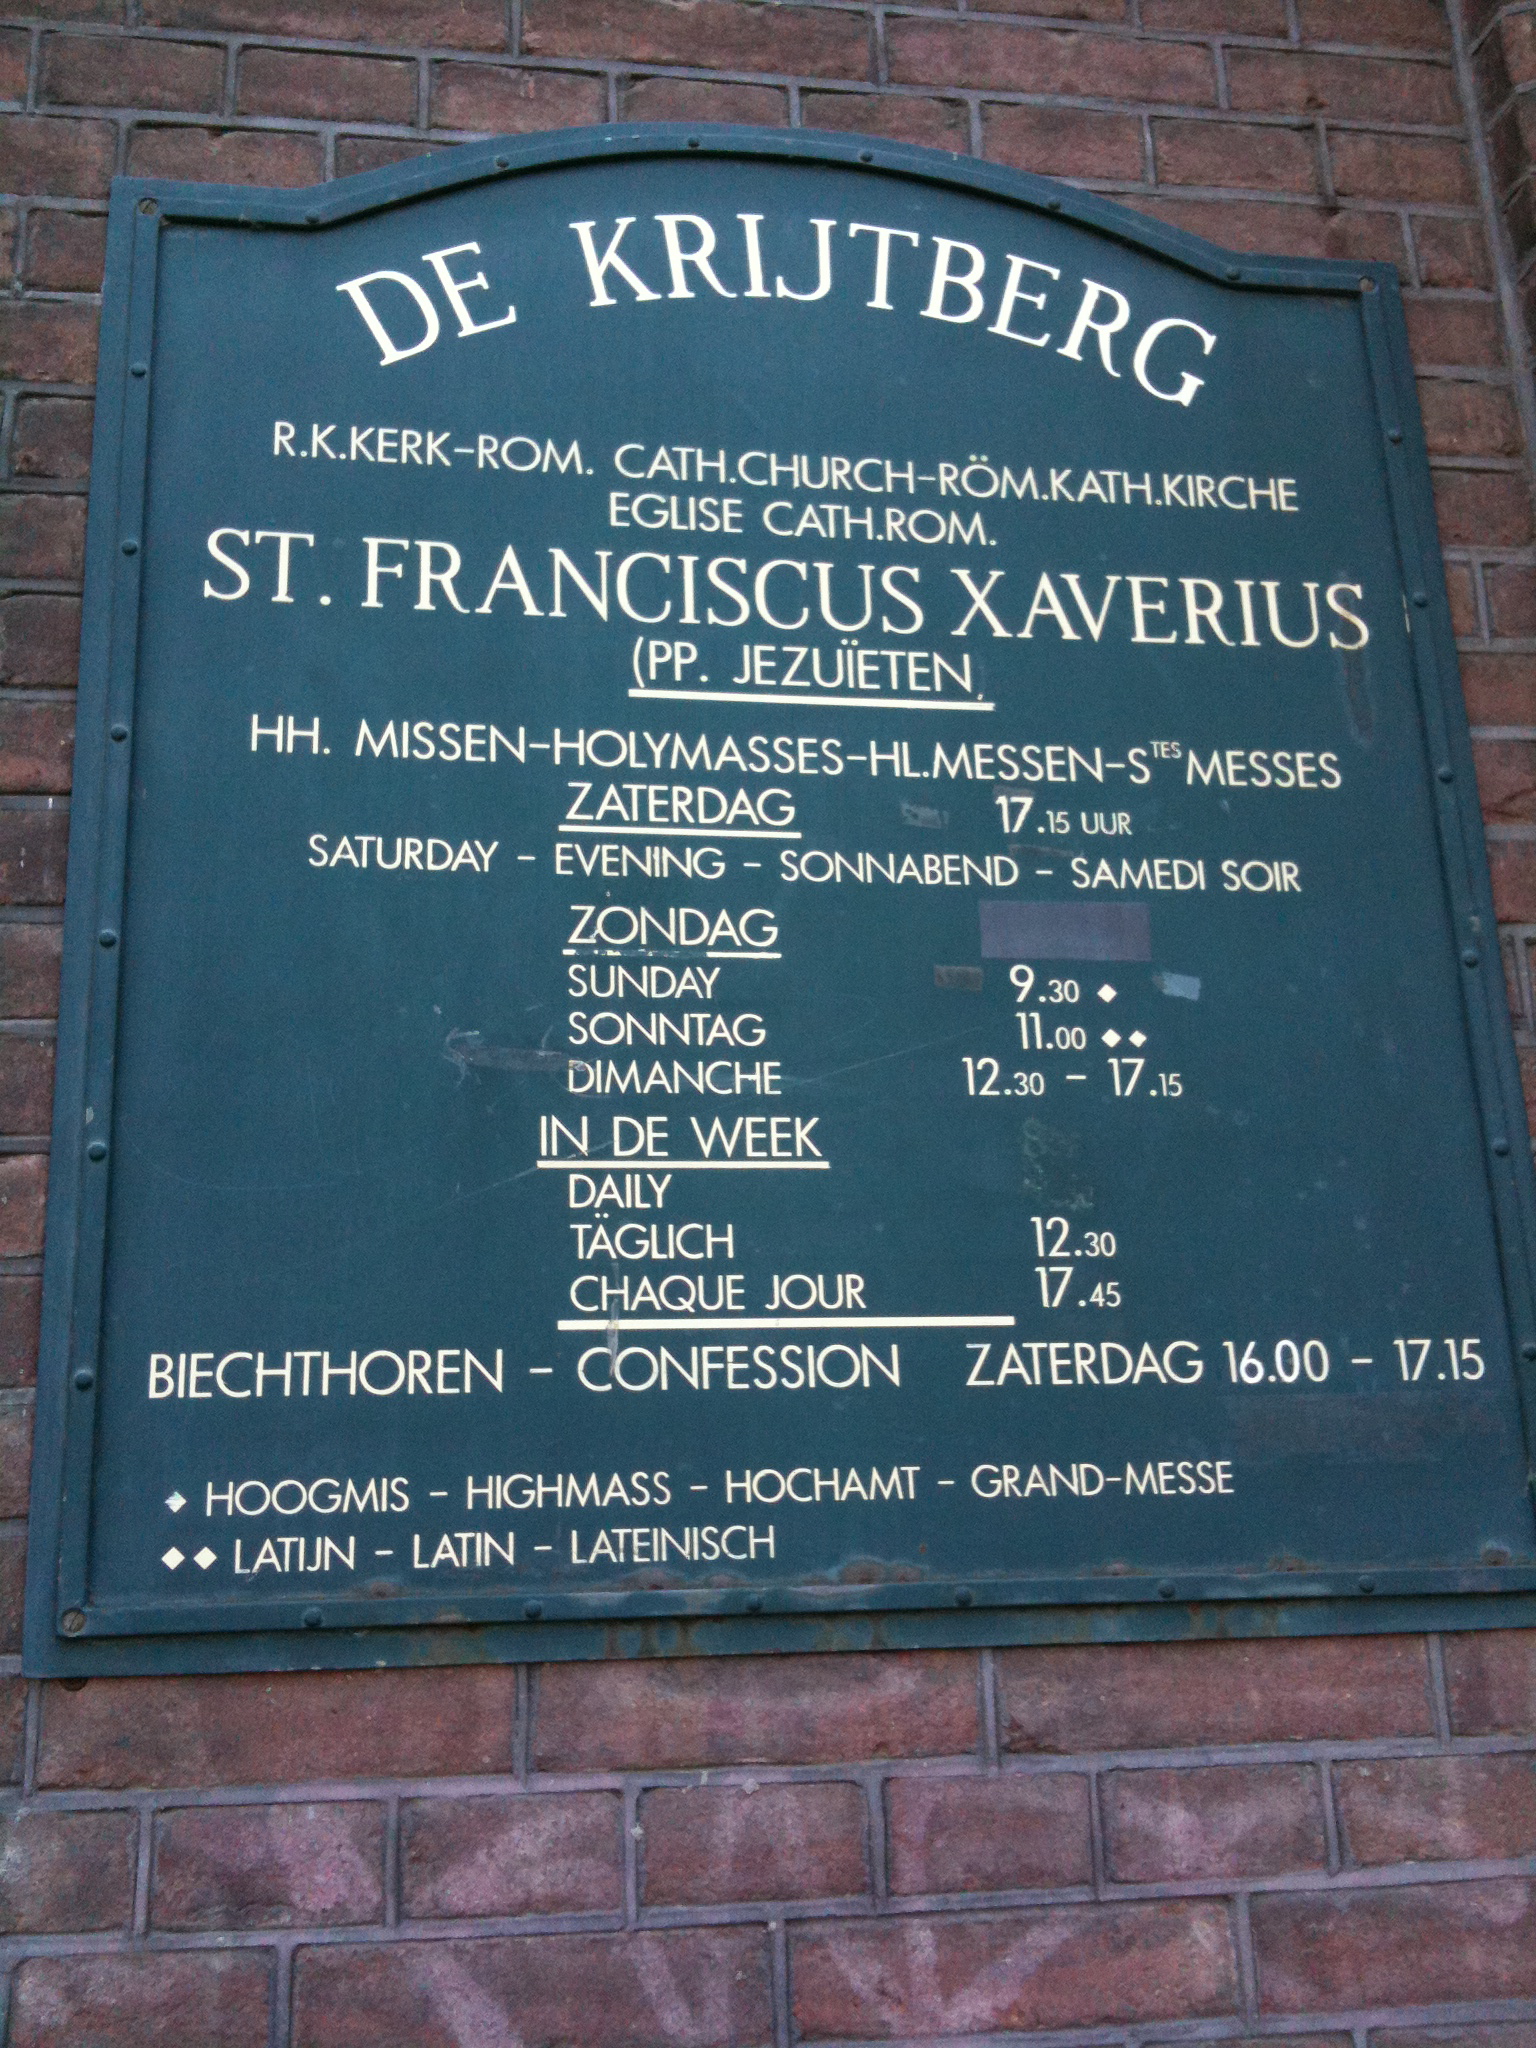 DE KRIJTBERG
R.K.KERK-ROM. CATH.CHURCH-RÖM.KATH.KIRCHE
EGLISE CATH.ROM.
ST. FRANCISCUS XAVERIUS
(PP. JEZUÏETEN.
HH. MISSEN-HOLYMASSES-HL.MESSEN-STES MESSES
ZATERDAG 17.15 UUR
SATURDAY - EVENING - SONNABEND - SAMEDI SOIR
ZONDAG
SUNDAY 9.30 ◆
SONNTAG 11.00 ◆◆
DIMANCHE 12.30 - 17.15
IN DE WEEK
DAILY
TÄGLICH 12.30
CHAQUE JOUR 17.45
BIECHTHOREN - CONFESSION ZATERDAG 16.00 - 17.15
◆ HOOGMIS - HIGHMASS - HOCHAMT - GRAND-MESSE
◆◆ LATIJN - LATIN - LATEINISCH